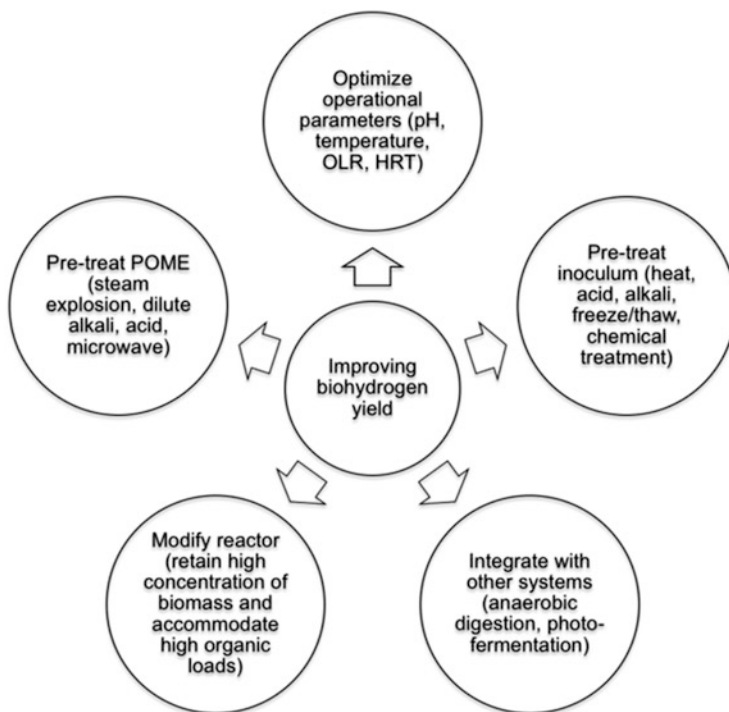 Optimize
operational
parameters (pH,
temperature,
OLR, HRT)
Pre-treat POME
(steam
explosion, dilute
alkali, acid,
microwave)
Pre-treat
inoculum (heat,
acid, alkali,
freeze/thaw,
chemical
treatment)
Improving
biohydrogen
yield
Modify reactor
(retain high
concentration of
biomass and
accommodate
high organic
loads)
Integrate with
other systems
(anaerobic
digestion, photo-
fermentation)